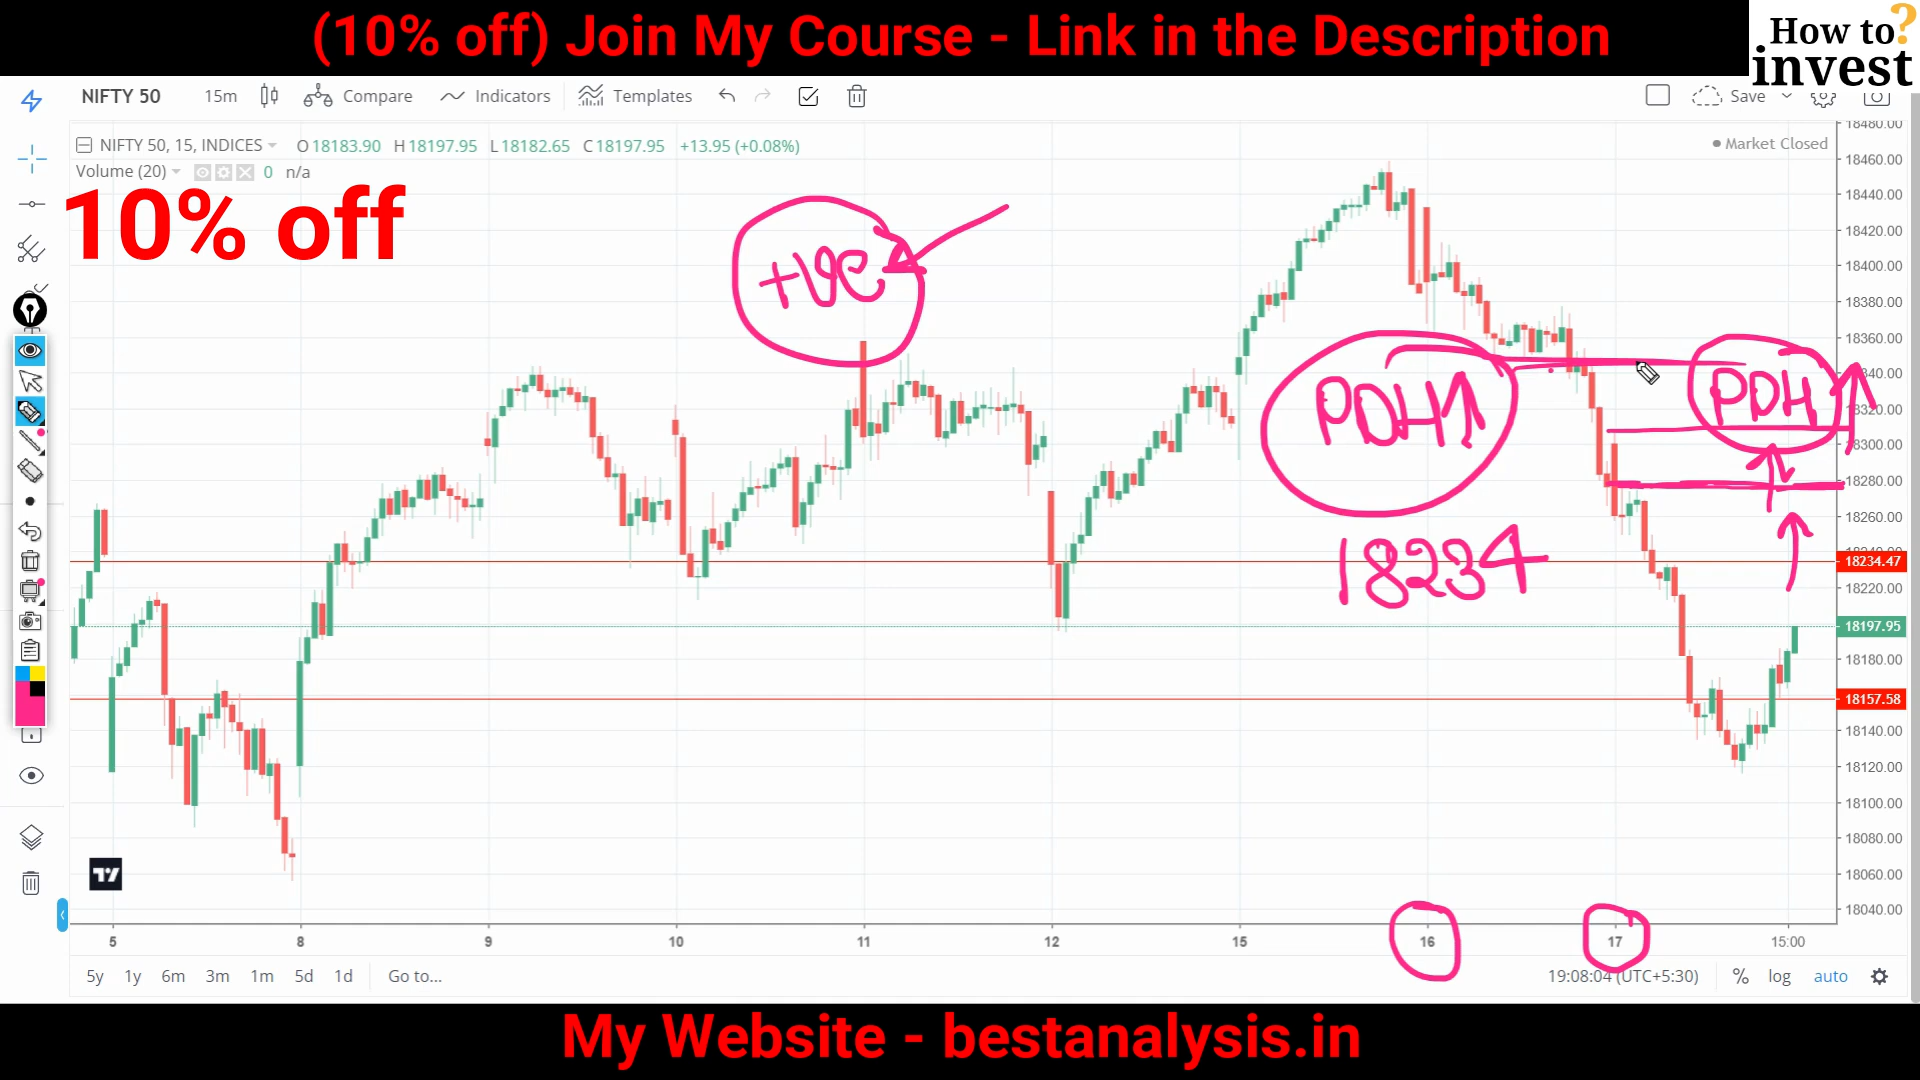 (10% off) Join My Course - Link in the Description
How to?
invest
NIFTY 50 15m Compare Indicators Templates Save
NIFTY 50, 15, INDICES O18183.90 H18197.95 L18182.65 C18197.95 +13.95 (+0.08%)
Market Closed
Volume (20) 0 n/a
10% off
+ve
PDH↑
PDH
18234
18480.00
18460.00
18440.00
18420.00
18400.00
18380.00
18360.00
18340.00
18320.00
18300.00
18280.00
18260.00
18240.00
18234.47
18220.00
18197.95
18180.00
18157.58
18140.00
18120.00
18100.00
18080.00
18060.00
18040.00
5 8 9 10 11 12 15 16 17 15:00
5y 1y 6m 3m 1m 5d 1d Go to... 19:08:04 (UTC+5:30) % log auto
My Website - bestanalysis.in